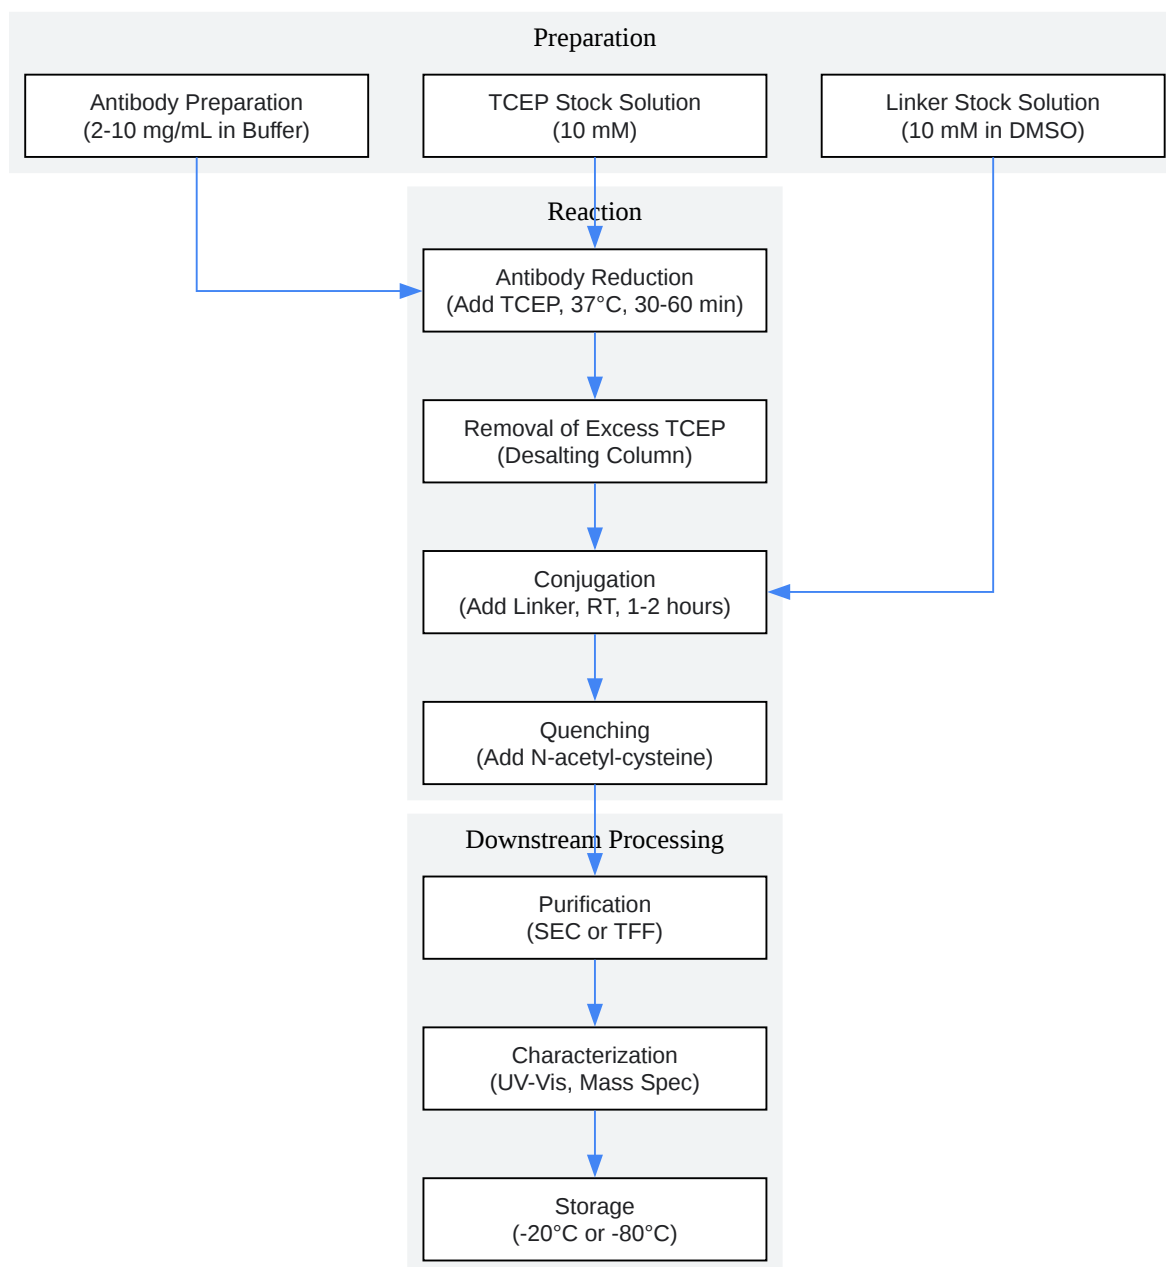 Preparation
Antibody Preparation
(2-10 mg/mL in Buffer)
TCEP Stock Solution
(10 mM)
Linker Stock Solution
(10 mM in DMSO)
Reaction
Antibody Reduction
(Add TCEP, 37°C, 30-60 min)
Removal of Excess TCEP
(Desalting Column)
Conjugation
(Add Linker, RT, 1-2 hours)
Quenching
(Add N-acetyl-cysteine)
Downstream Processing
Purification
(SEC or TFF)
Characterization
(UV-Vis, Mass Spec)
Storage
(-20°C or -80°C)